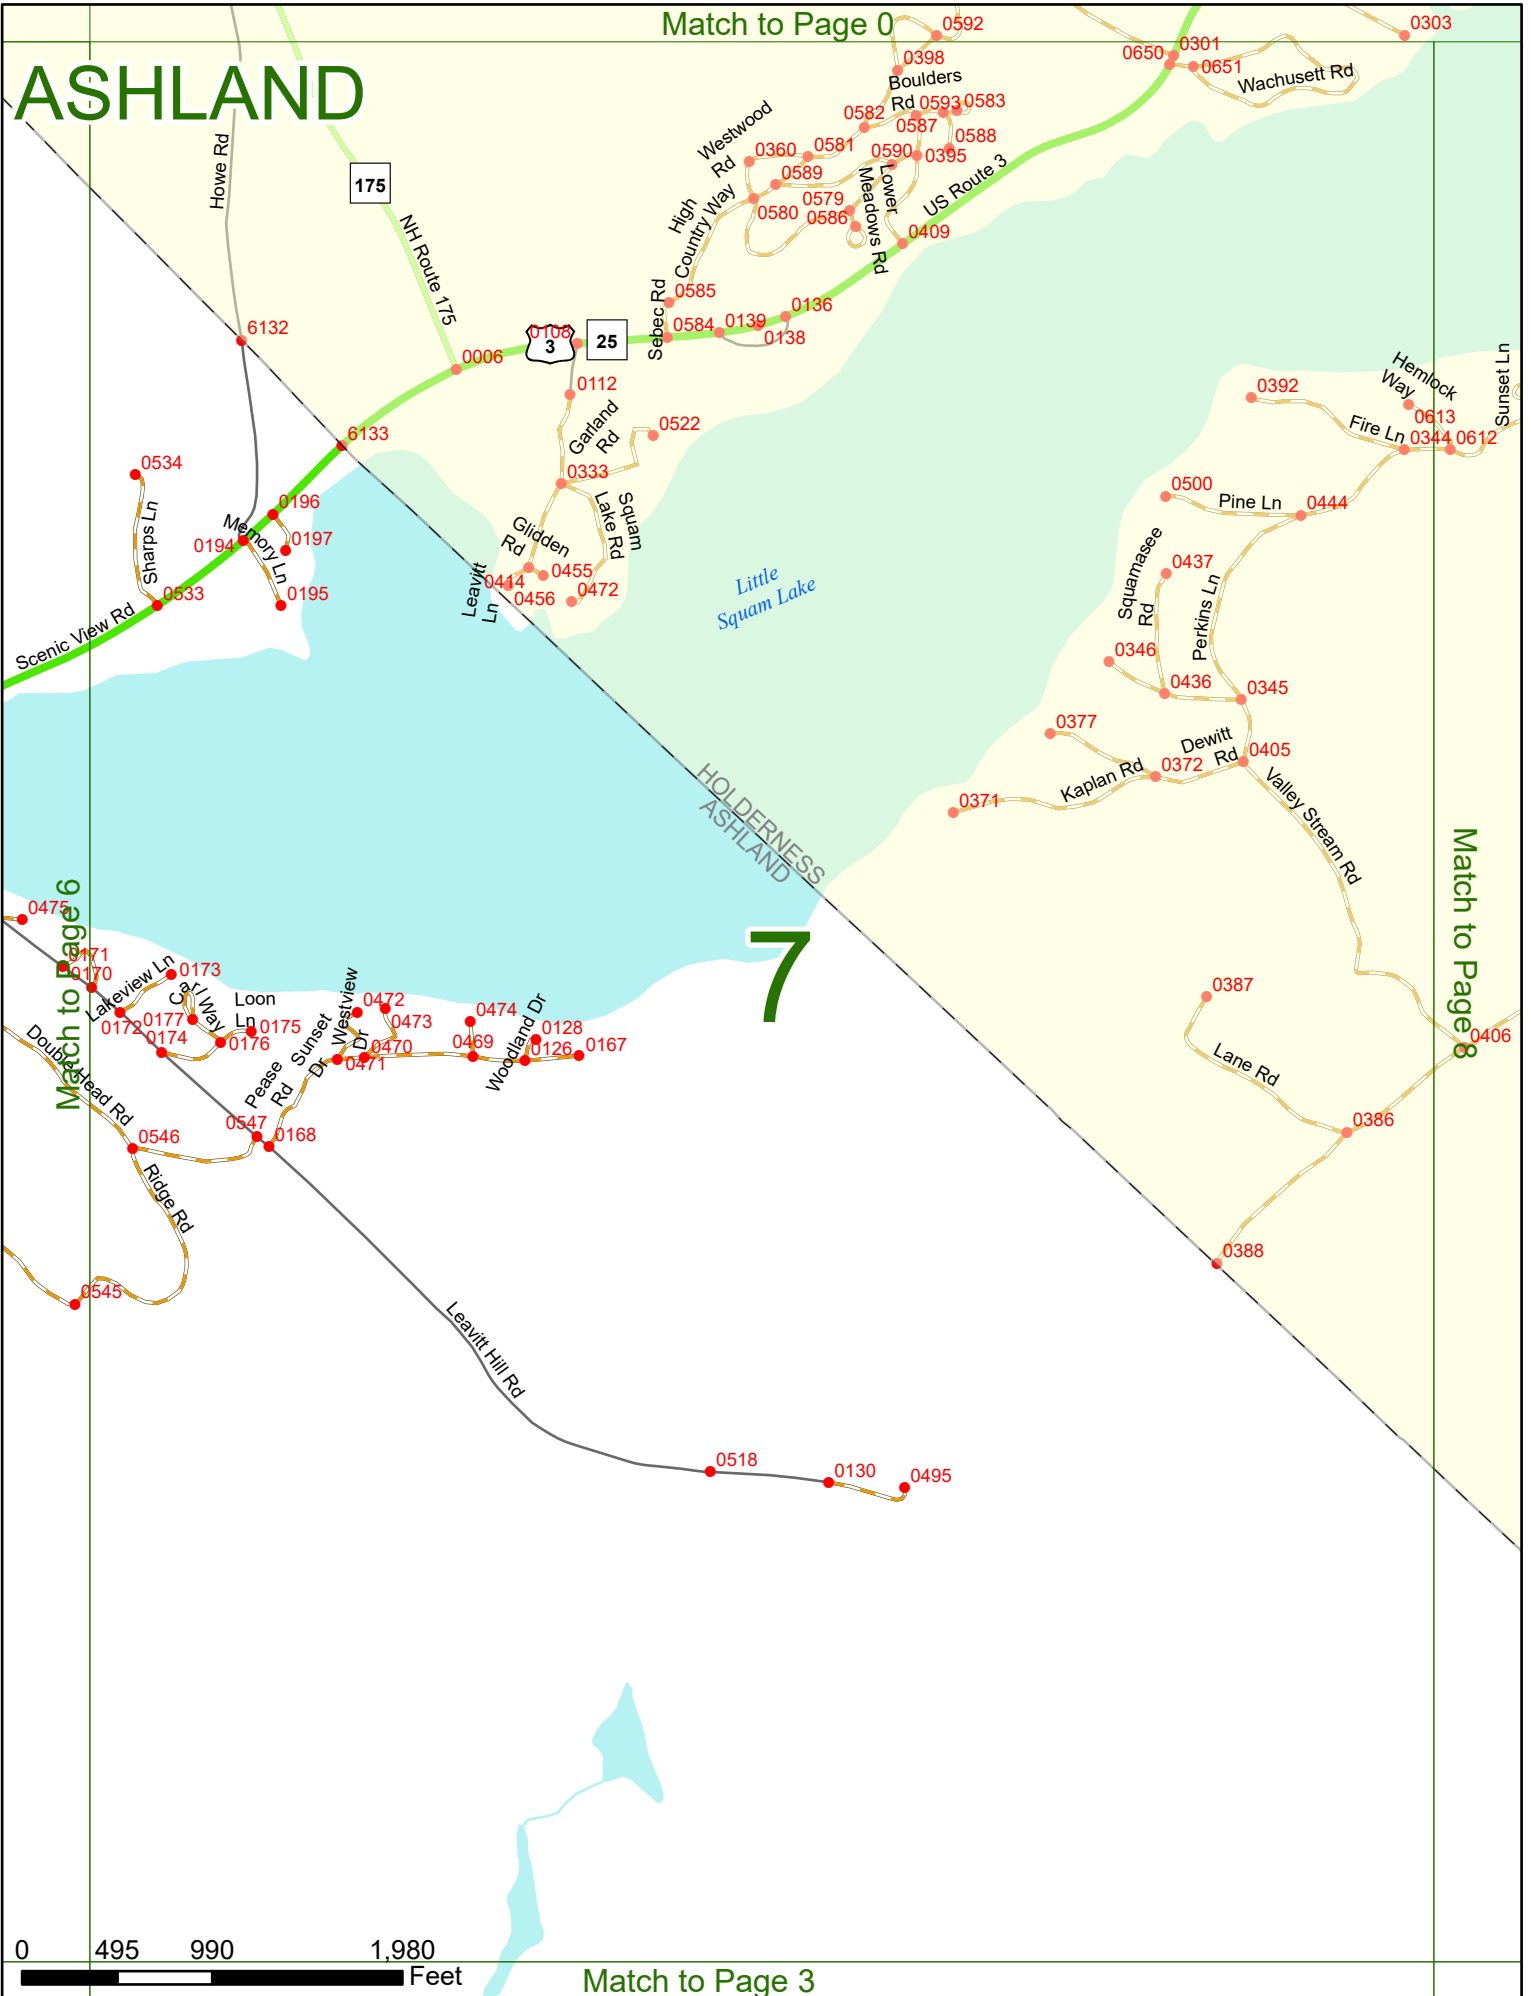 Match to Page 0
ASHLAND
0592
0303
0398
0301
0650
0651
Wachusett Rd
Boulders
Rd
0593
0583
0582
0587
0588
Westwood
Rd
0360
0581
0590
0395
0589
Howe Rd
175
NH Route 175
High
Country Way
0580
0579
0586
Lower
Meadows Rd
US Route 3
0409
0585
Sebec Rd
0584
0139
0136
0138
6132
0108
3
25
0006
0112
0392
Hemlock
Way
0613
Sunset Ln
Garland
Rd
0522
6133
Fire Ln
0344
0612
0534
0333
0500
Pine Ln
0444
0196
Squam
Lake Rd
Sharps Ln
Memory Ln
0194
0197
Glidden
Rd
Squamasee
Rd
0437
Leavitt
Ln
0414
0455
0456
0472
Little
Squam Lake
0533
0195
Perkins Ln
Scenic View Rd
0346
0436
0345
0377
Dewitt
Rd
0405
0372
Kaplan Rd
0371
Valley Stream Rd
HOLDERNESS
ASHLAND
Match to Page 6
Match to Page 8
0475
7
0171
0170
Lakeview Ln
0173
Carl Way
Loon
Ln
0172
0177
0175
0174
0176
Westview
Dr
0472
0473
0474
Woodland Dr
0128
0387
Sunset
Dr
0470
0471
0469
0126
0167
0406
Double Head Rd
Pease
Rd
Lane Rd
0547
0168
0546
0386
Ridge Rd
0388
0545
Leavitt Hill Rd
0518
0130
0495
0 495 990 1,980
Feet
Match to Page 3